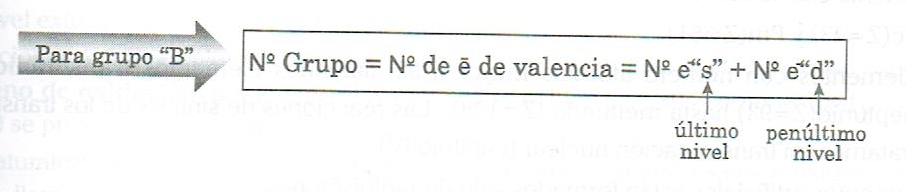 Para grupo “B”
Nº Grupo = Nº de ē de valencia = Nº e⁻“s” + Nº e⁻“d”
último penúltimo
nivel nivel